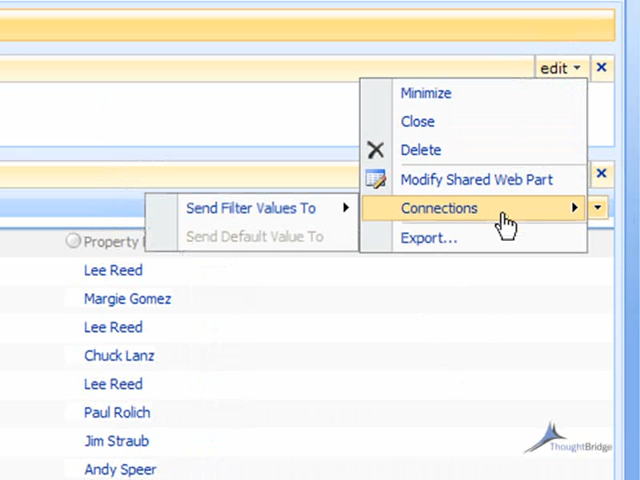 edit
Minimize
Close
Delete
Modify Shared Web Part
Send Filter Values To
Connections
Send Default Value To
Export...
Property
Lee Reed
Margie Gomez
Lee Reed
Chuck Lanz
Lee Reed
Paul Rolich
Jim Straub
ThoughtBridge
Andy Speer